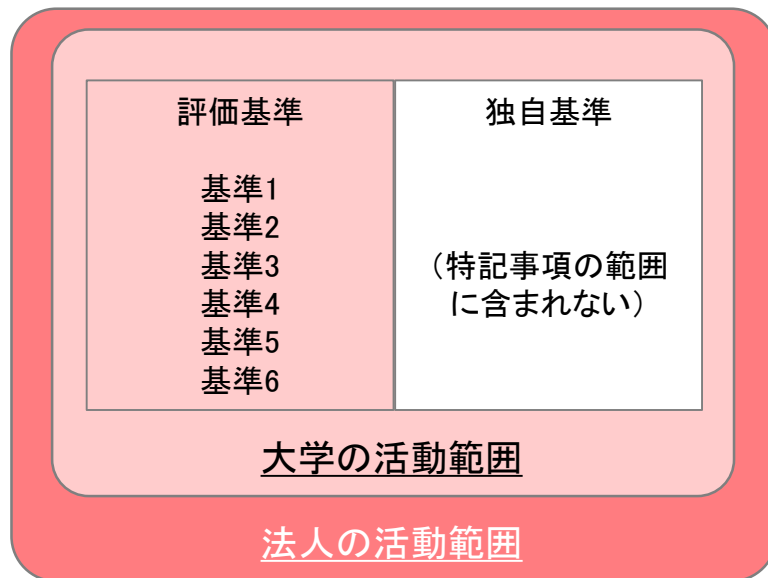 評価基準
基準1
基準2
基準3
基準4
基準5
基準6
独自基準
（特記事項の範囲
に含まれない）
大学の活動範囲
法人の活動範囲